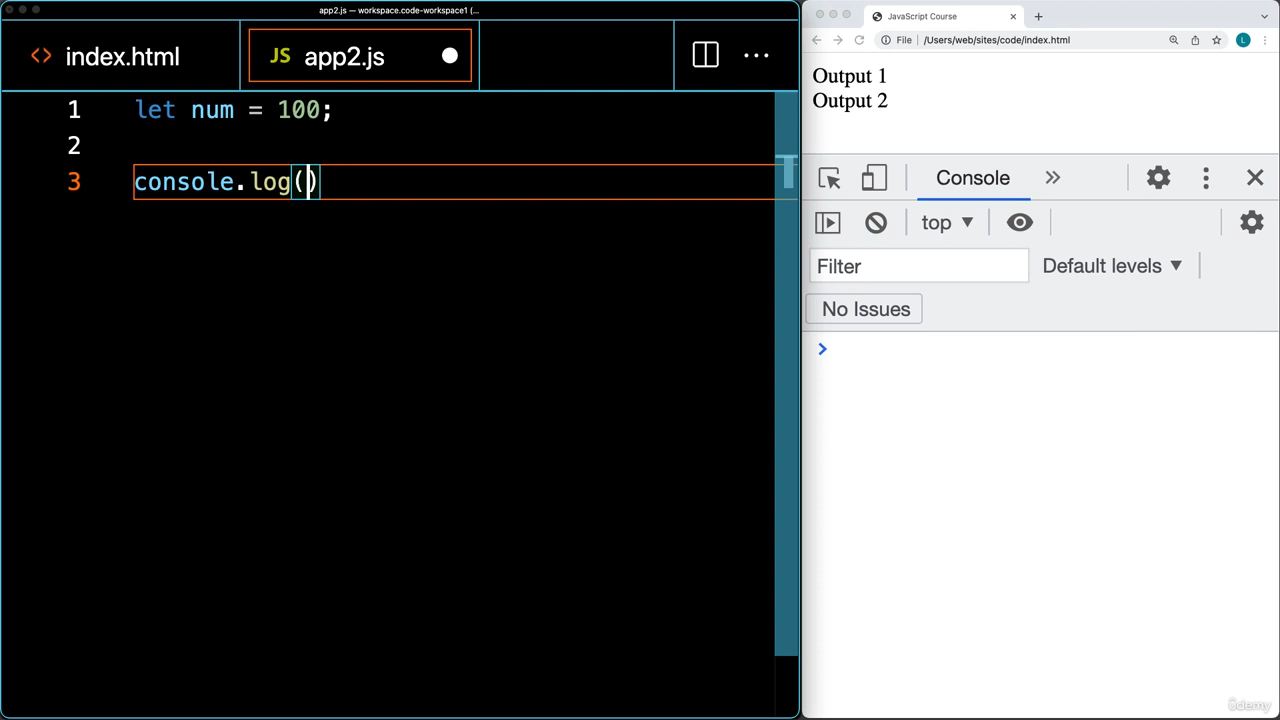 app2.js — workspace.code-workspace1 (...
index.html
JS app2.js
1 let num = 100;
2
3 console.log()
JavaScript Course
File /Users/web/sites/code/index.html
L
Output 1
Output 2
Console
top
Filter
Default levels
No Issues
ûdemy